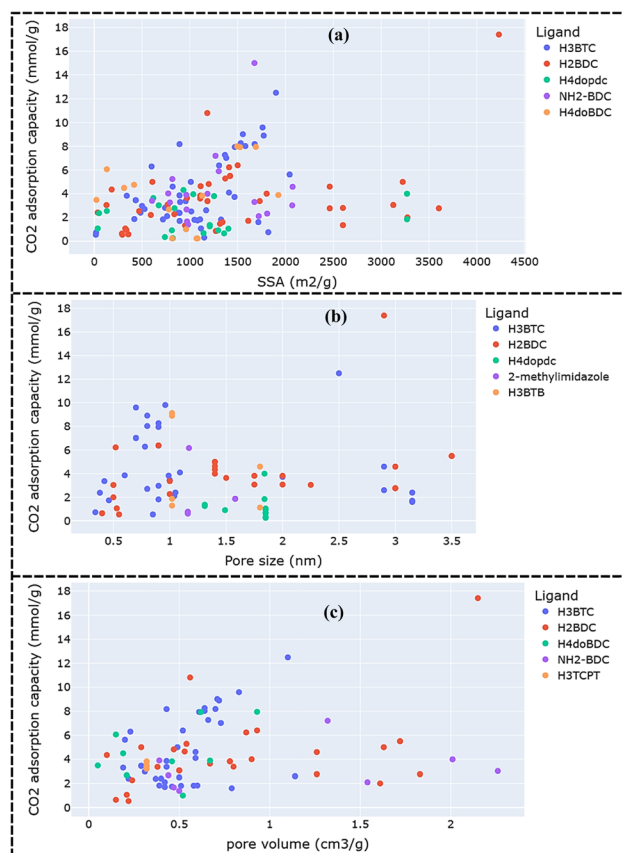 (a)
Ligand
H3BTC
H2BDC
H4dopdc
NH2-BDC
H4doBDC
CO2 adsorption capacity (mmol/g)
18
16
14
12
10
8
6
4
2
0
0 500 1000 1500 2000 2500 3000 3500 4000 4500
SSA (m2/g)
(b)
Ligand
H3BTC
H2BDC
H4dopdc
2-methylimidazole
H3BTB
CO2 adsorption capacity (mmol/g)
18
16
14
12
10
8
6
4
2
0
0.5 1 1.5 2 2.5 3 3.5
Pore size (nm)
(c)
Ligand
H3BTC
H2BDC
H4doBDC
NH2-BDC
H3TCPT
CO2 adsorption capacity (mmol/g)
18
16
14
12
10
8
6
4
2
0
0 0.5 1 1.5 2
pore volume (cm3/g)